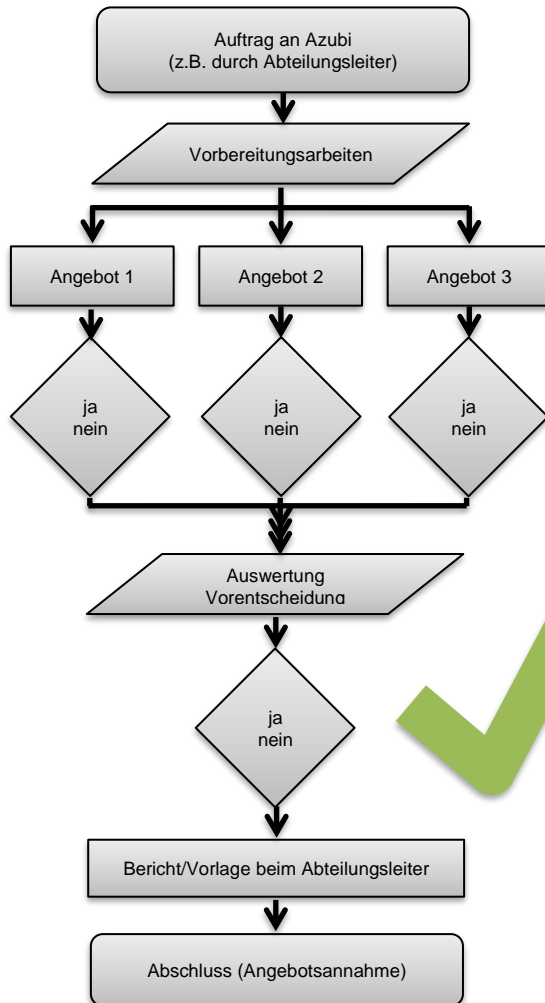 Auftrag an Azubi
(z.B. durch Abteilungsleiter)
Vorbereitungsarbeiten
Angebot 1
Angebot 2
Angebot 3
ja
nein
ja
nein
ja
nein
Auswertung
Vorentscheidung
ja
nein
Bericht/Vorlage beim Abteilungsleiter
Abschluss (Angebotsannahme)